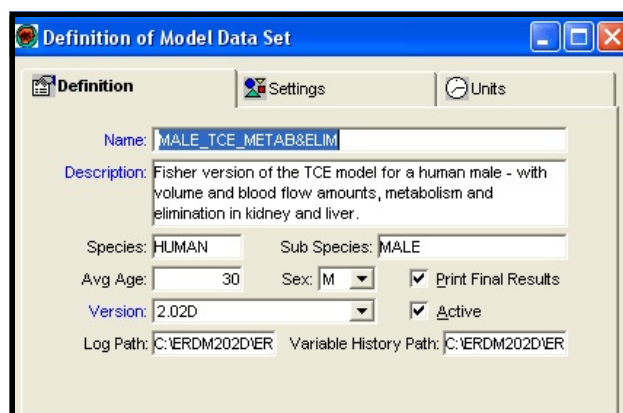 Definition of Model Data Set
Definition Settings Units
Name: MALE_TCE_METAB&ELIM
Description: Fisher version of the TCE model for a human male - with
volume and blood flow amounts, metabolism and
elimination in kidney and liver.
Species: HUMAN Sub Species: MALE
Avg Age: 30 Sex: M Print Final Results
Version: 2.02D Active
Log Path: C:\ERDM202D\ER Variable History Path: C:\ERDM202D\ER